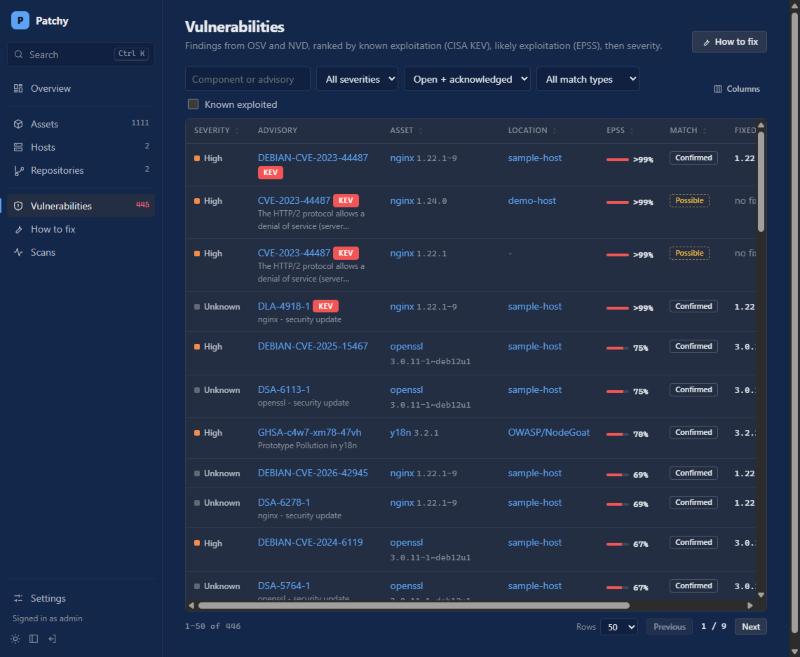 P Patchy
Search Ctrl K
Overview
Assets 1111
Hosts 2
Repositories 2
Vulnerabilities 446
How to fix
Scans
Settings
Signed in as admin
Vulnerabilities
Findings from OSV and NVD, ranked by known exploitation (CISA KEV), likely exploitation (EPSS), then severity.
How to fix
Component or advisory All severities Open + acknowledged All match types
Columns
Known exploited
SEVERITY ADVISORY ASSET LOCATION EPSS MATCH FIXED
High DEBIAN-CVE-2023-44487 nginx 1.22.1-9 sample-host >99% Confirmed 1.22
KEV
High CVE-2023-44487 KEV nginx 1.24.0 demo-host >99% Possible no fi
The HTTP/2 protocol allows a
denial of service (server...
High CVE-2023-44487 KEV nginx 1.22.1 - >99% Possible no fi
The HTTP/2 protocol allows a
denial of service (server...
Unknown DLA-4918-1 KEV nginx 1.22.1-9 sample-host >99% Confirmed 1.22
nginx - security update
High DEBIAN-CVE-2025-15467 openssl sample-host 75% Confirmed 3.0.
3.0.11-1~deb12u1
Unknown DSA-6113-1 openssl sample-host 75% Confirmed 3.0.
openssl - security update 3.0.11-1~deb12u1
High GHSA-c4w7-xm78-47vh y18n 3.2.1 OWASP/NodeGoat 70% Confirmed 3.2.
Prototype Pollution in y18n
Unknown DEBIAN-CVE-2026-42945 nginx 1.22.1-9 sample-host 69% Confirmed 1.22
Unknown DSA-6278-1 nginx 1.22.1-9 sample-host 69% Confirmed 1.22
nginx - security update
High DEBIAN-CVE-2024-6119 openssl sample-host 67% Confirmed 3.0.
3.0.11-1~deb12u1
Unknown DSA-5764-1 openssl sample-host 67% Confirmed 3.0.
openssl - security update 3.0.11-1~deb12u1
1-50 of 446
Rows 50 Previous 1 / 9 Next